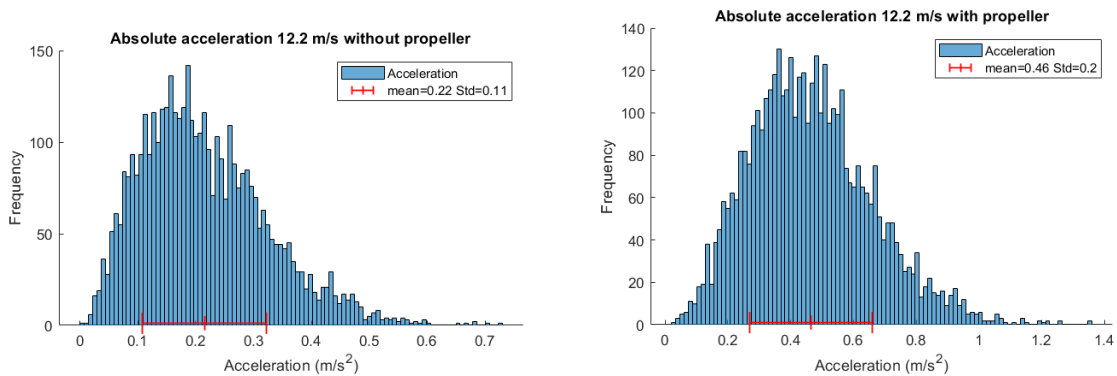 Absolute acceleration 12.2 m/s without propeller
150
100
50
0
Frequency
0 0.1 0.2 0.3 0.4 0.5 0.6 0.7
Acceleration (m/s²)
Acceleration
mean=0.22 Std=0.11
Absolute acceleration 12.2 m/s with propeller
140
120
100
80
60
40
20
0
Frequency
0 0.2 0.4 0.6 0.8 1 1.2 1.4
Acceleration (m/s²)
Acceleration
mean=0.46 Std=0.2